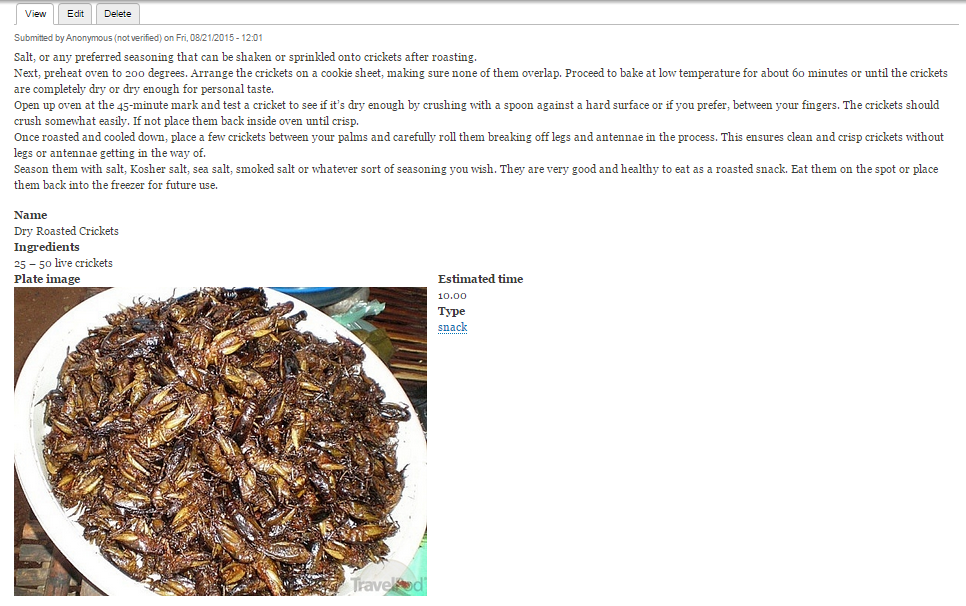 View Edit Delete
Submitted by Anonymous (not verified) on Fri, 08/21/2015 - 12:01
Salt, or any preferred seasoning that can be shaken or sprinkled onto crickets after roasting.
Next, preheat oven to 200 degrees. Arrange the crickets on a cookie sheet, making sure none of them overlap. Proceed to bake at low temperature for about 60 minutes or until the crickets
are completely dry or dry enough for personal taste.
Open up oven at the 45-minute mark and test a cricket to see if it's dry enough by crushing with a spoon against a hard surface or if you prefer, between your fingers. The crickets should
crush somewhat easily. If not place them back inside oven until crisp.
Once roasted and cooled down, place a few crickets between your palms and carefully roll them breaking off legs and antennae in the process. This ensures clean and crisp crickets without
legs or antennae getting in the way of.
Season them with salt, Kosher salt, sea salt, smoked salt or whatever sort of seasoning you wish. They are very good and healthy to eat as a roasted snack. Eat them on the spot or place
them back into the freezer for future use.
Name
Dry Roasted Crickets
Ingredients
25 – 50 live crickets
Plate image
Estimated time
10.00
Type
snack